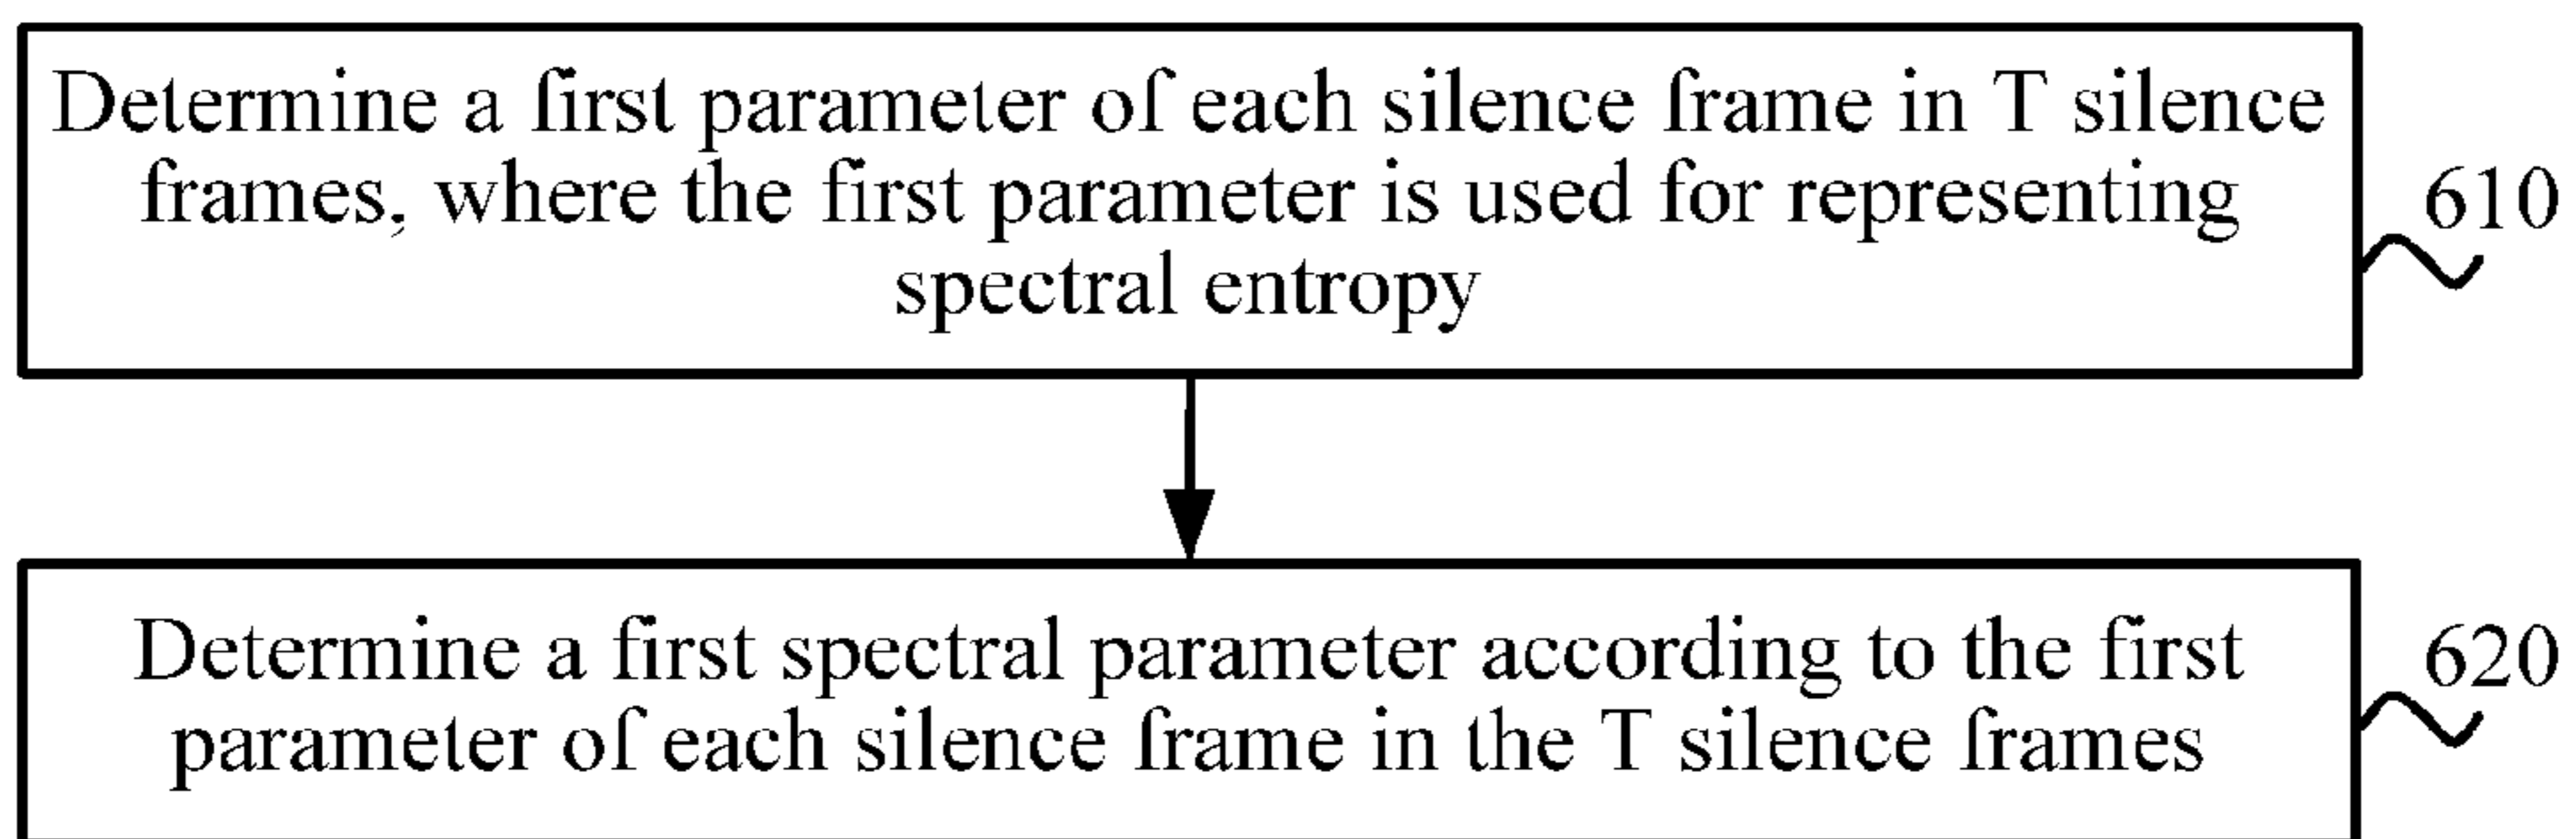 Determine a first parameter of each silence frame in T silence
frames, where the first parameter is used for representing
spectral entropy
610
Determine a first spectral parameter according to the first
parameter of each silence frame in the T silence frames
620